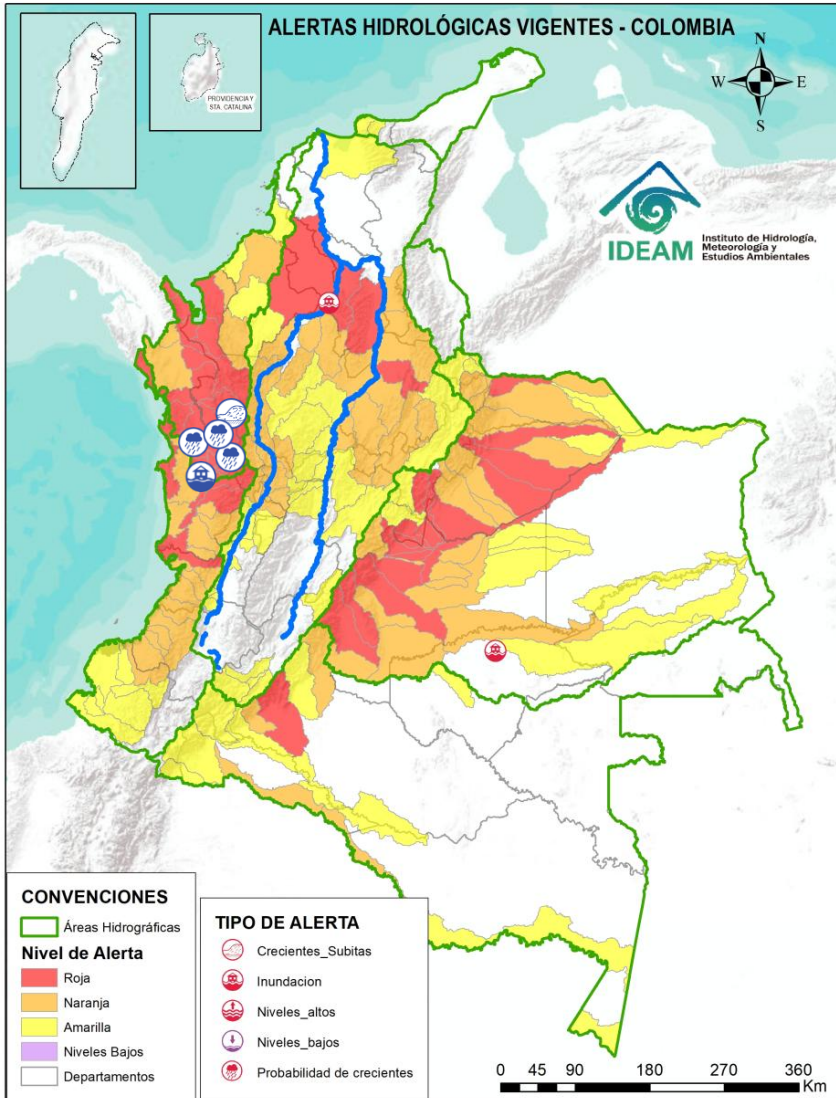 ALERTAS HIDROLÓGICAS VIGENTES - COLOMBIA
PROVIDENCIA Y
STA. CATALINA
N
W
E
S
IDEAM
Instituto de Hidrología,
Meteorología y
Estudios Ambientales
CONVENCIONES
Áreas Hidrográficas
Nivel de Alerta
Roja
Naranja
Amarilla
Niveles Bajos
Departamentos
TIPO DE ALERTA
Crecientes_Subitas
Inundacion
Niveles_altos
Niveles_bajos
Probabilidad de crecientes
0 45 90 180 270 360
Km